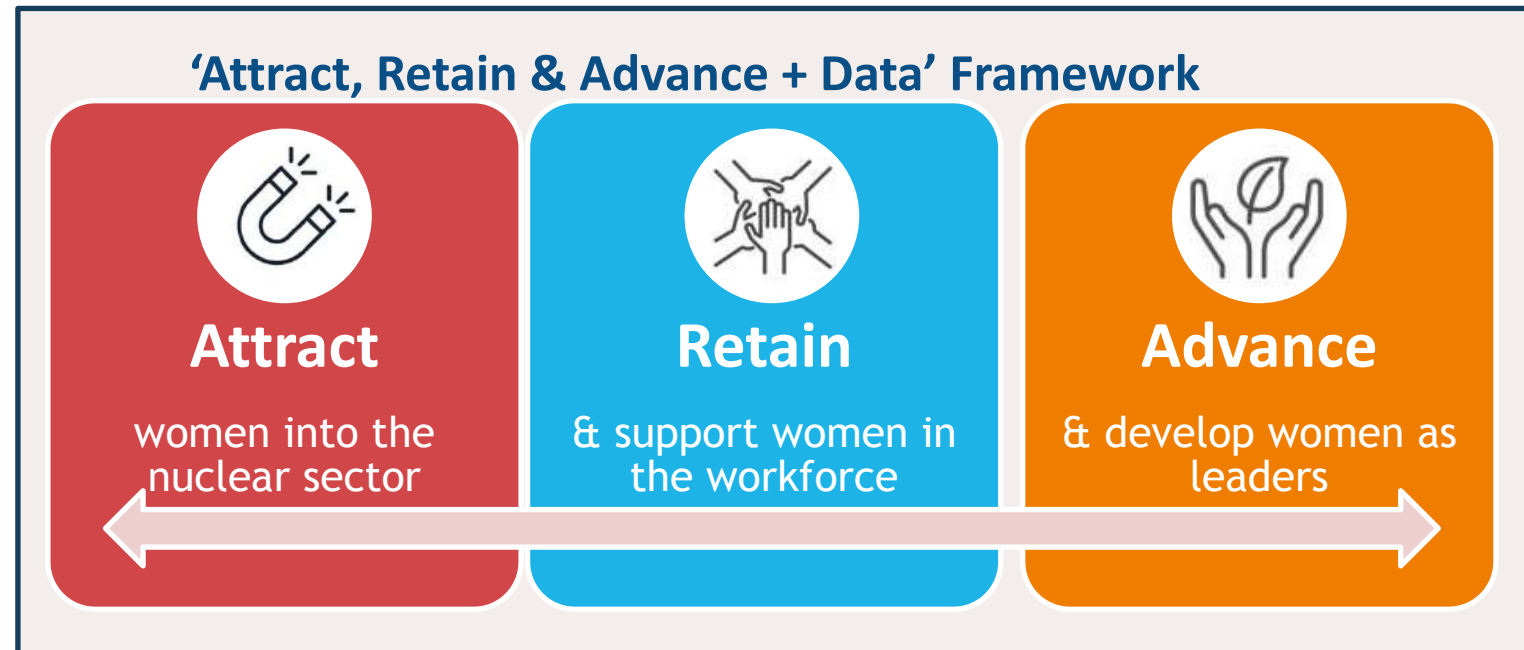 ‘Attract, Retain & Advance + Data’ Framework
Attract
women into the
nuclear sector
Retain
& support women in
the workforce
Advance
& develop women as
leaders